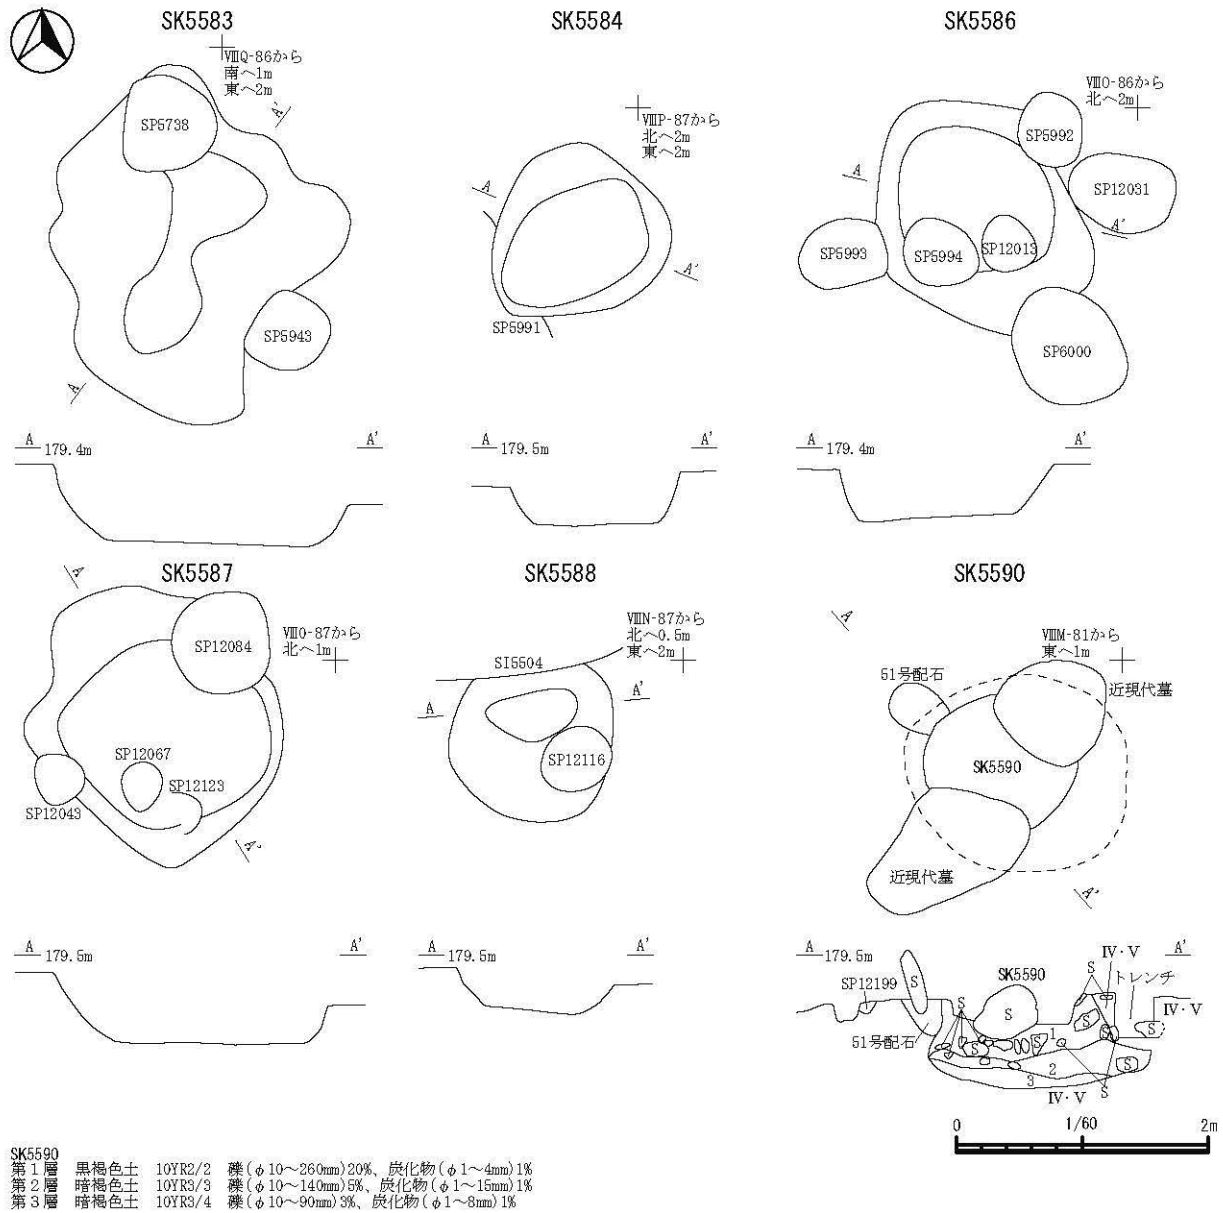 SK5583
ⅧQ-86から
南へ1m
東へ2m
SP5738
A'
SP5943
A
A 179.4m A'
SK5584
ⅧP-87から
北へ2m
東へ2m
A
A'
SP5991
A 179.5m A'
SK5586
ⅧO-86から
北へ2m
SP5992
SP12031
A
A'
SP5993
SP5994
SP12013
SP6000
A 179.4m A'
SK5587
A
SP12084
ⅧO-87から
北へ1m
SP12067
SP12123
SP12043
A'
A 179.5m A'
SK5588
ⅧN-87から
北へ0.5m
東へ2m
SI5504
A
A'
SP12116
A 179.5m A'
SK5590
A
ⅧM-81から
東へ1m
51号配石
近現代墓
SK5590
近現代墓
A'
A 179.5m A'
Ⅳ・Ⅴ
S
トレンチ
SK5590
SP12199
S
S
S
Ⅳ・Ⅴ
51号配石
1
S
S
S
S
S
2
S
3
Ⅳ・Ⅴ
S
0 1/60 2m
SK5590
第1層 黒褐色土 10YR2/2 礫(φ10~260mm)20%、炭化物(φ1~4mm)1%
第2層 暗褐色土 10YR3/3 礫(φ10~140mm)5%、炭化物(φ1~15mm)1%
第3層 暗褐色土 10YR3/4 礫(φ10~90mm)3%、炭化物(φ1~8mm)1%